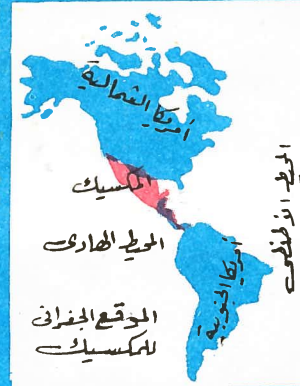 أمريكا الشمالية
المكسيك
المحيط الهادى
المحيط الأطلنطى
أمريكا الجنوبية
الموقع الجغرافى
للمكسيك